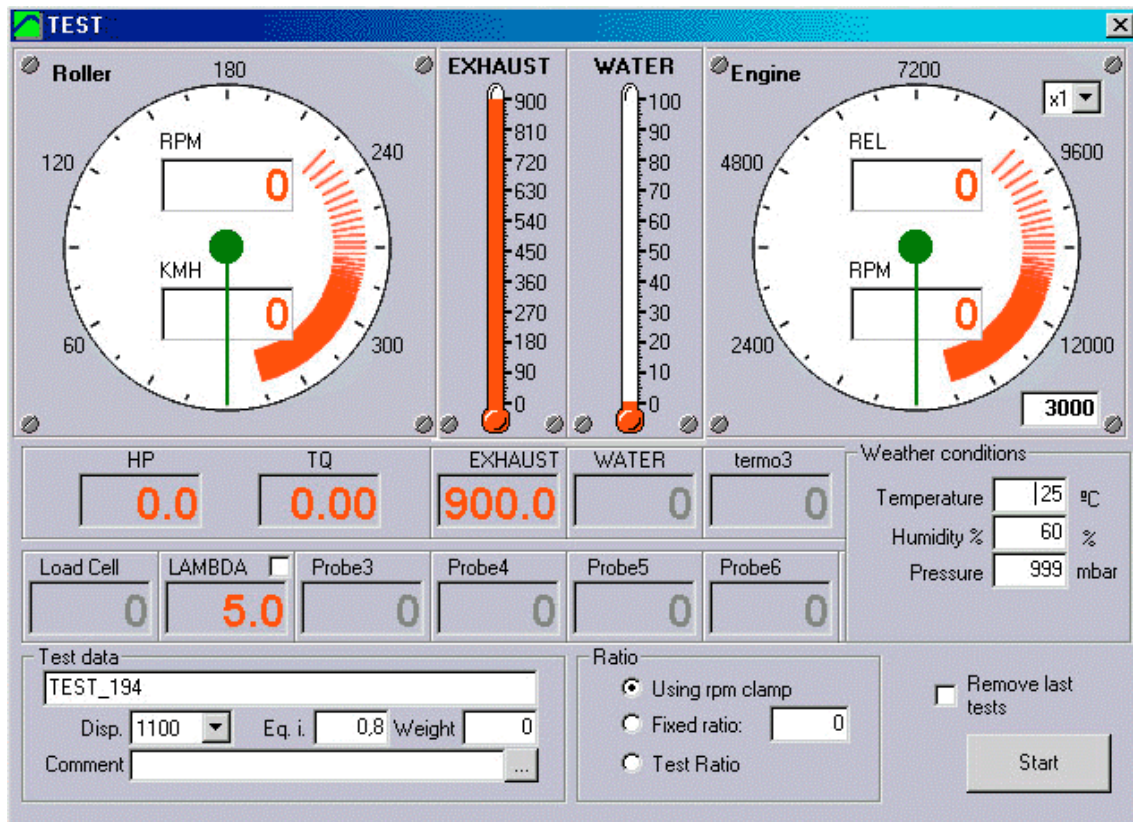 TEST
Roller
180
120
240
RPM
0
KMH
0
60
300
EXHAUST
900
810
720
630
540
450
360
270
180
90
0
WATER
100
90
80
70
60
50
40
30
20
10
0
Engine
7200
x1
4800
9600
REL
0
RPM
0
2400
12000
3000
HP
0.0
TQ
0.00
EXHAUST
900.0
WATER
0
termo3
0
Weather conditions
Temperature 25 ºC
Humidity % 60 %
Pressure 999 mbar
Load Cell
0
LAMBDA
5.0
Probe3
0
Probe4
0
Probe5
0
Probe6
0
Test data
TEST_194
Disp. 1100 Eq. i. 0,8 Weight 0
Comment ...
Ratio
Using rpm clamp
Fixed ratio: 0
Test Ratio
Remove last
tests
Start